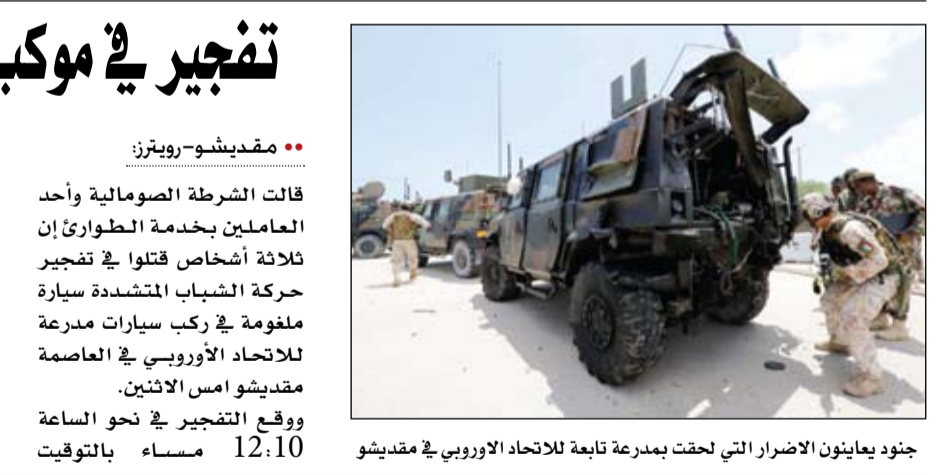 تفجير في موكب
•• مقديشو-رويترز:
قالت الشرطة الصومالية وأحد
العاملين بخدمة الطوارئ إن
ثلاثة أشخاص قتلوا في تفجير
حركة الشباب المتشددة سيارة
ملغومة في ركب سيارات مدرعة
للاتحاد الأوروبي في العاصمة
مقديشو امس الاثنين.
ووقع التفجير في نحو الساعة
12:10 مساء بالتوقيت
جنود يعاينون الاضرار التي لحقت بمدرعة تابعة للاتحاد الاوروبي في مقديشو